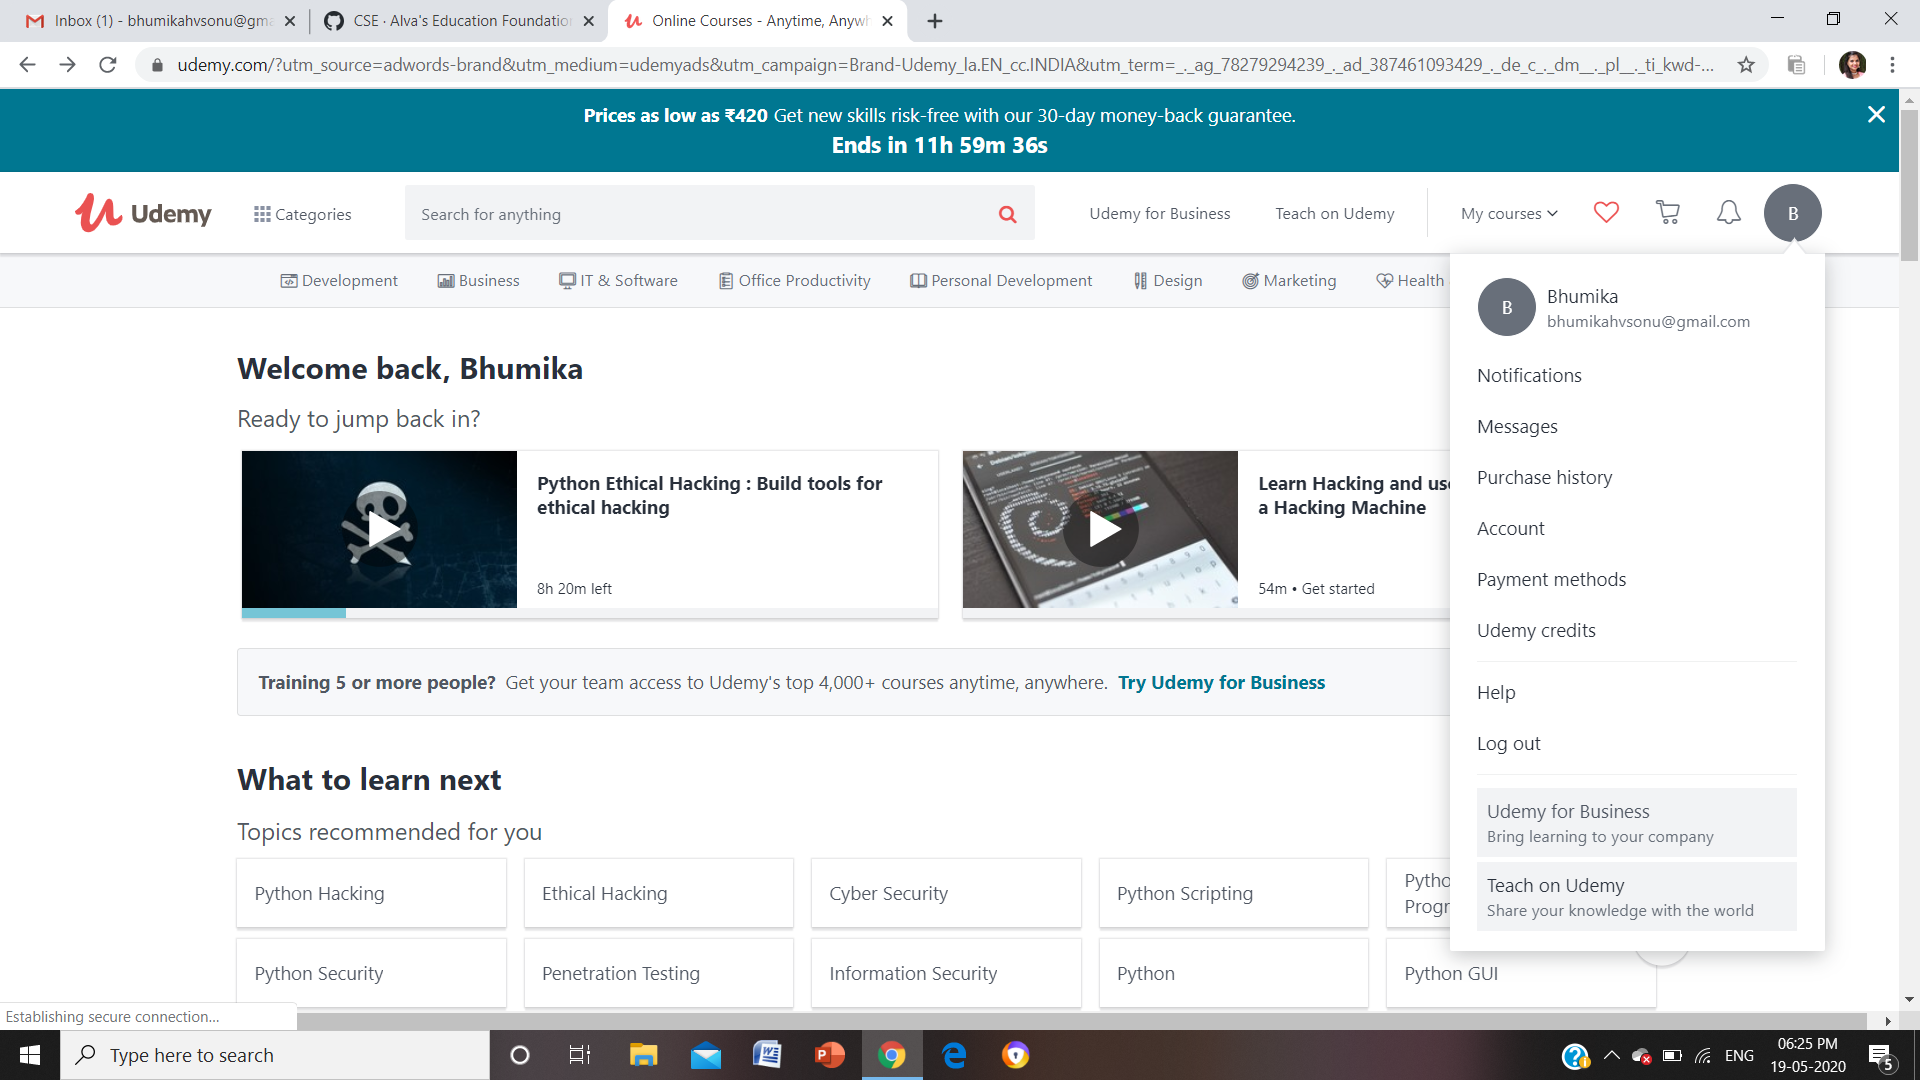 Inbox (1) - bhumikahvsonu@gma
CSE · Alva's Education Foundation
Online Courses - Anytime, Anywh
udemy.com/?utm_source=adwords-brand&utm_medium=udemyads&utm_campaign=Brand-Udemy_la.EN_cc.INDIA&utm_term=_._ag_78279294239_._ad_387461093429_._de_c_._dm__._pl__._ti_kwd-...
Prices as low as ₹420 Get new skills risk-free with our 30-day money-back guarantee.
Ends in 11h 59m 36s
Udemy
Categories
Search for anything
Udemy for Business
Teach on Udemy
My courses
B
Development
Business
IT & Software
Office Productivity
Personal Development
Design
Marketing
Health
B
Bhumika
bhumikahvsonu@gmail.com
Notifications
Messages
Purchase history
Account
Payment methods
Udemy credits
Help
Log out
Udemy for Business
Bring learning to your company
Teach on Udemy
Share your knowledge with the world
Welcome back, Bhumika
Ready to jump back in?
Python Ethical Hacking : Build tools for
ethical hacking
8h 20m left
Learn Hacking and use
a Hacking Machine
54m • Get started
Training 5 or more people? Get your team access to Udemy's top 4,000+ courses anytime, anywhere. Try Udemy for Business
What to learn next
Topics recommended for you
Python Hacking
Ethical Hacking
Cyber Security
Python Scripting
Pytho
Progr
Python Security
Penetration Testing
Information Security
Python
Python GUI
Establishing secure connection...
Type here to search
ENG
06:25 PM
19-05-2020
5